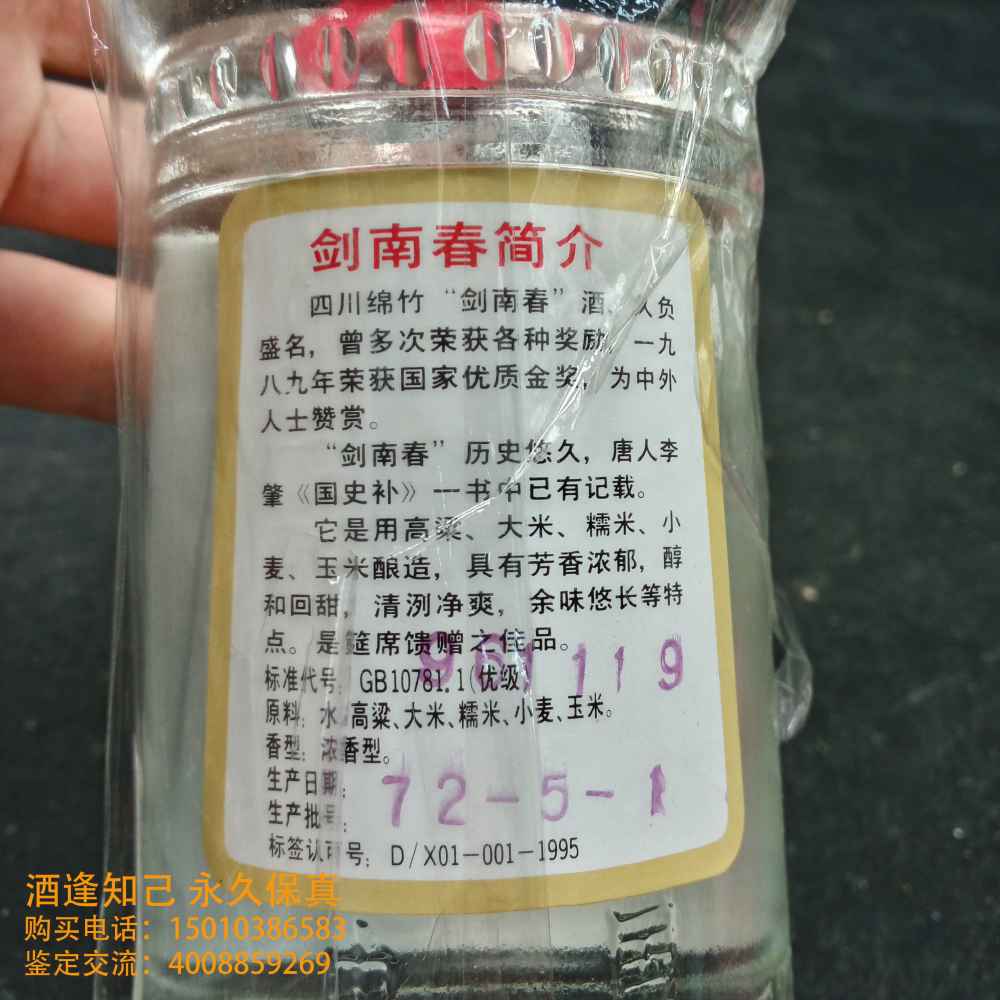 剑南春简介
四川绵竹“剑南春”酒、久负
盛名，曾多次荣获各种奖励，一九
八九年荣获国家优质金奖，为中外
人士赞赏。
“剑南春”历史悠久，唐人李
肇《国史补》一书中已有记载。
它是用高粱、大米、糯米、小
麦、玉米酿造，具有芳香浓郁，醇
和回甜，清洌净爽，余味悠长等特
点。是筵席馈赠之佳品。
961119
标准代号：GB10781.1(优级)
原料：水、高粱、大米、糯米、小麦、玉米。
香型：浓香型。
生产日期：
72-5-1
生产批号：
标签认可号：D/X01-001-1995
酒逢知己 永久保真
购买电话：15010386583
鉴定交流：4008859269